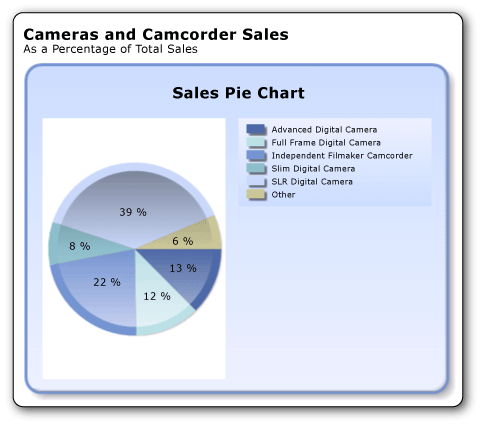 Cameras and Camcorder Sales
As a Percentage of Total Sales
Sales Pie Chart
Advanced Digital Camera
Full Frame Digital Camera
Independent Filmaker Camcorder
Slim Digital Camera
SLR Digital Camera
Other
39 %
6 %
8 %
13 %
22 %
12 %